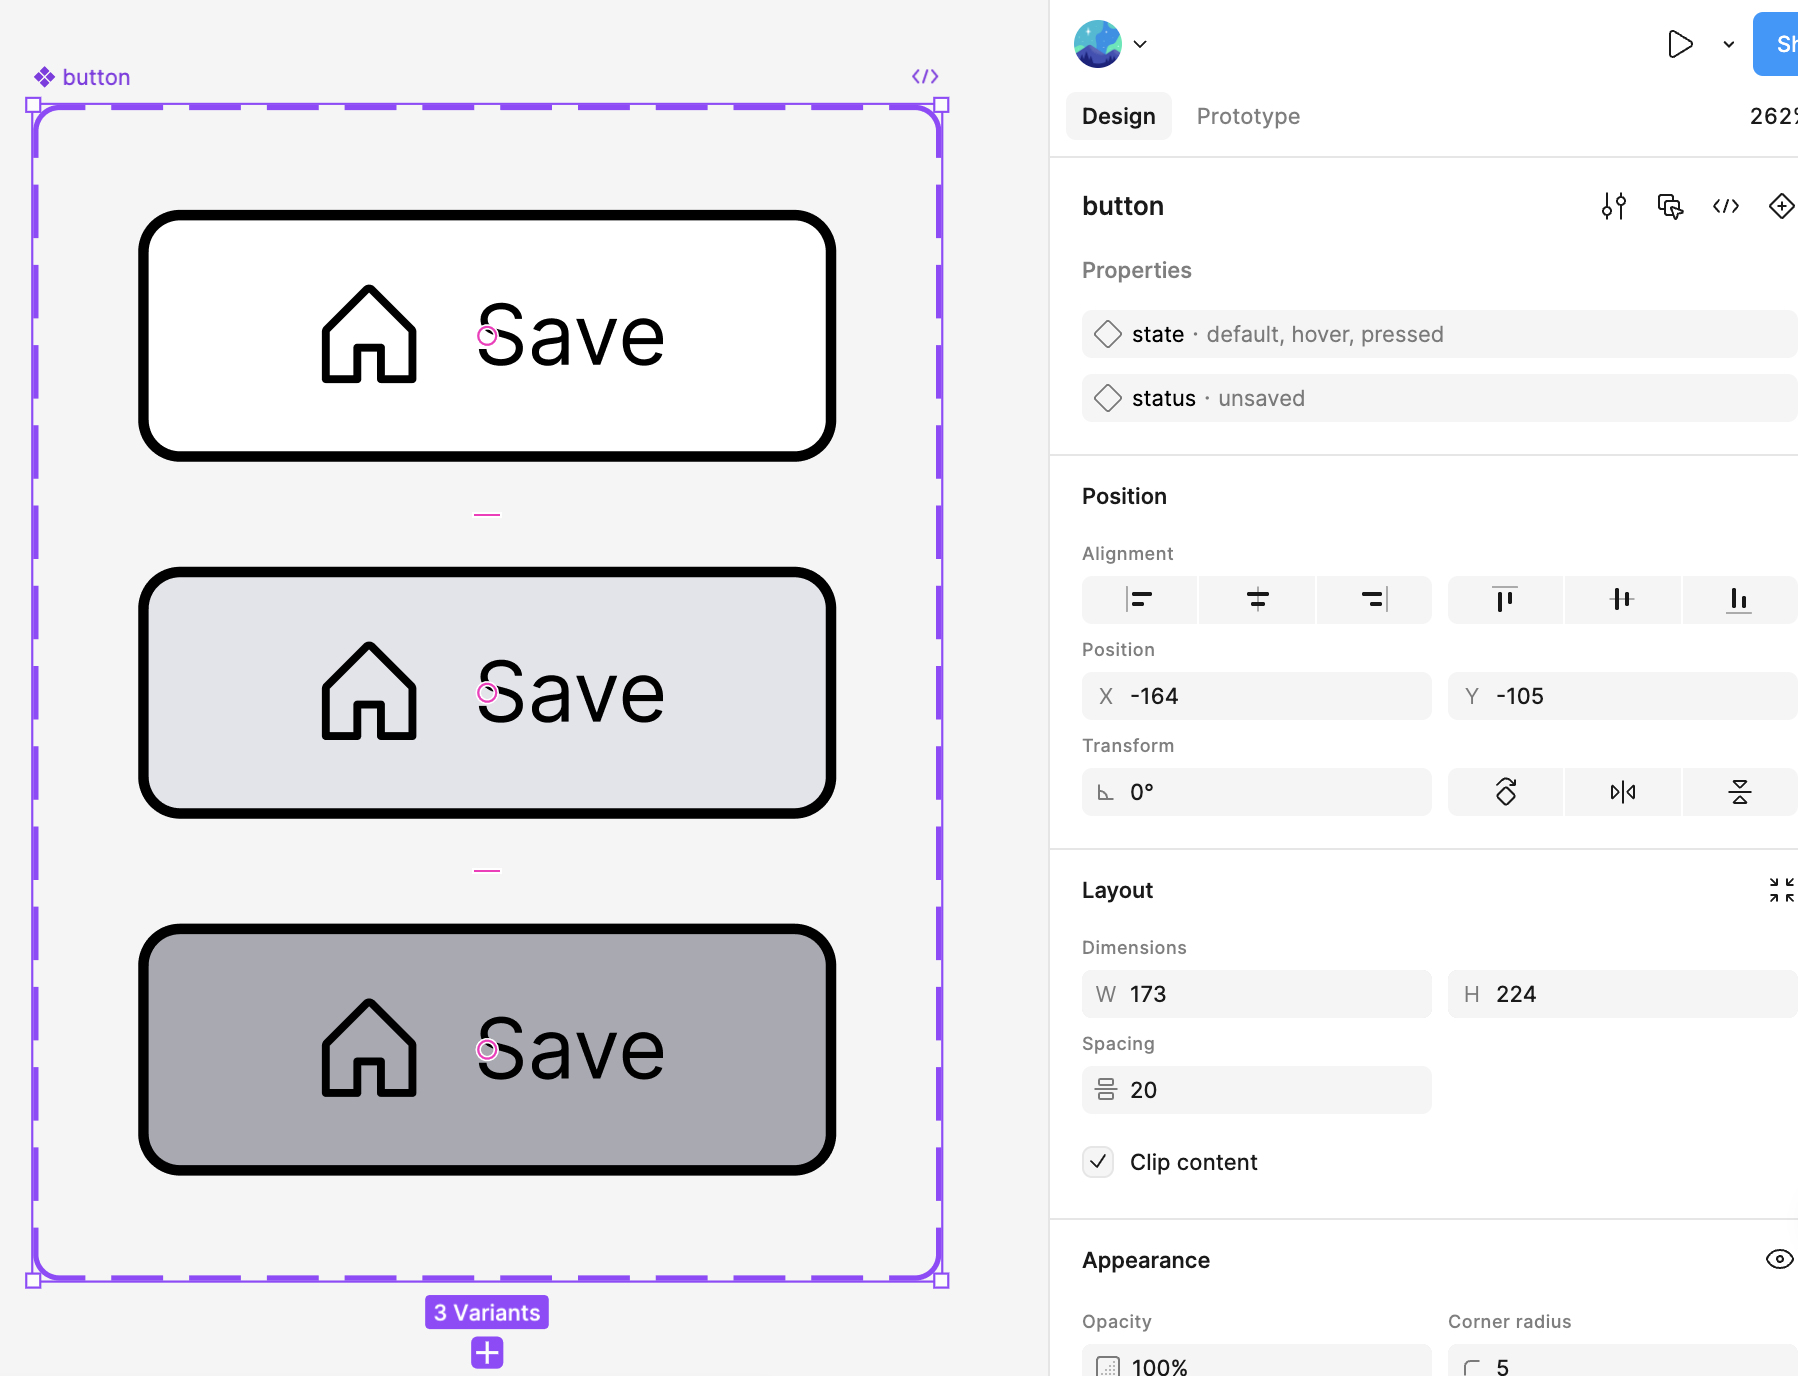 button
Save
Save
Save
3 Variants
Design
Prototype
262%
button
Properties
state · default, hover, pressed
status · unsaved
Position
Alignment
Position
X -164
Y -105
Transform
0°
Layout
Dimensions
W 173
H 224
Spacing
20
Clip content
Appearance
Opacity
Corner radius
100%
5